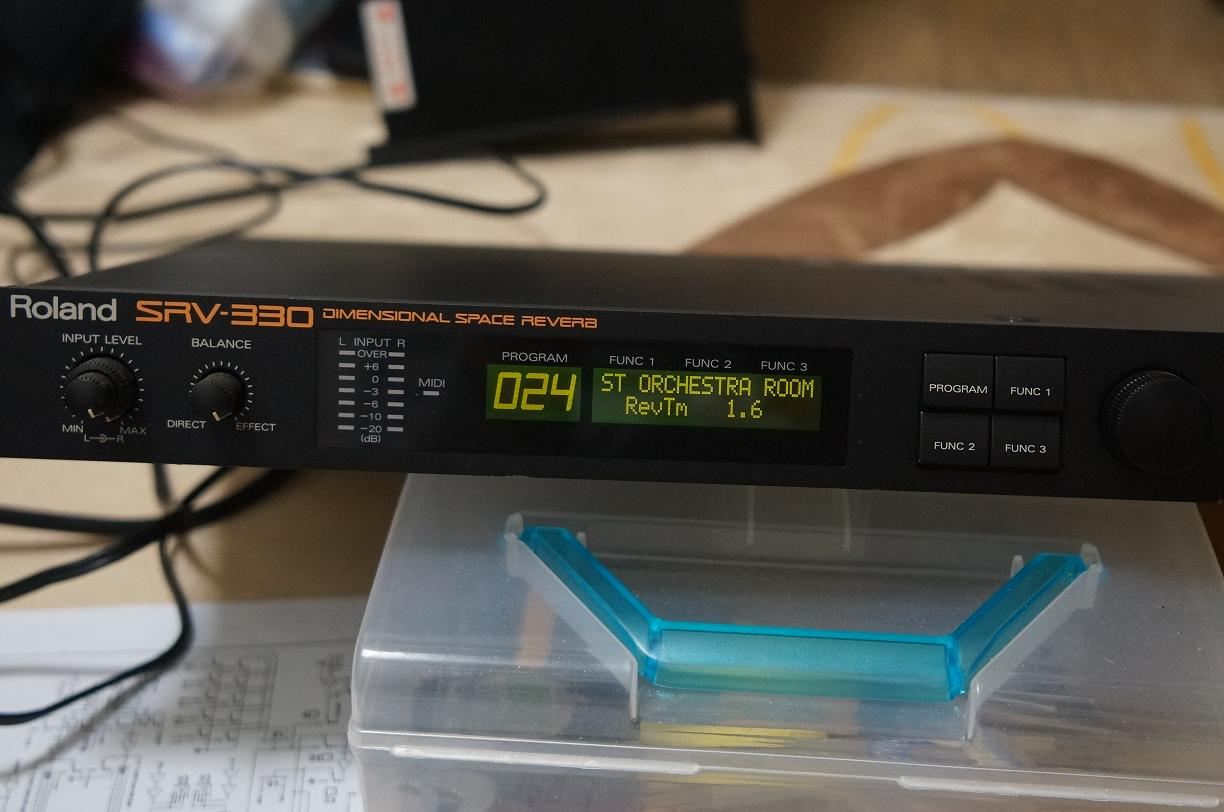 Roland SRV-330 DIMENSIONAL SPACE REVERB
INPUT LEVEL
MIN MAX
L R
BALANCE
DIRECT EFFECT
L INPUT R
OVER
+6
0
-3
-6
-10
-20
(dB)
MIDI
PROGRAM
024
FUNC 1 FUNC 2 FUNC 3
ST ORCHESTRA ROOM
RevTm 1.6
PROGRAM FUNC 1
FUNC 2 FUNC 3